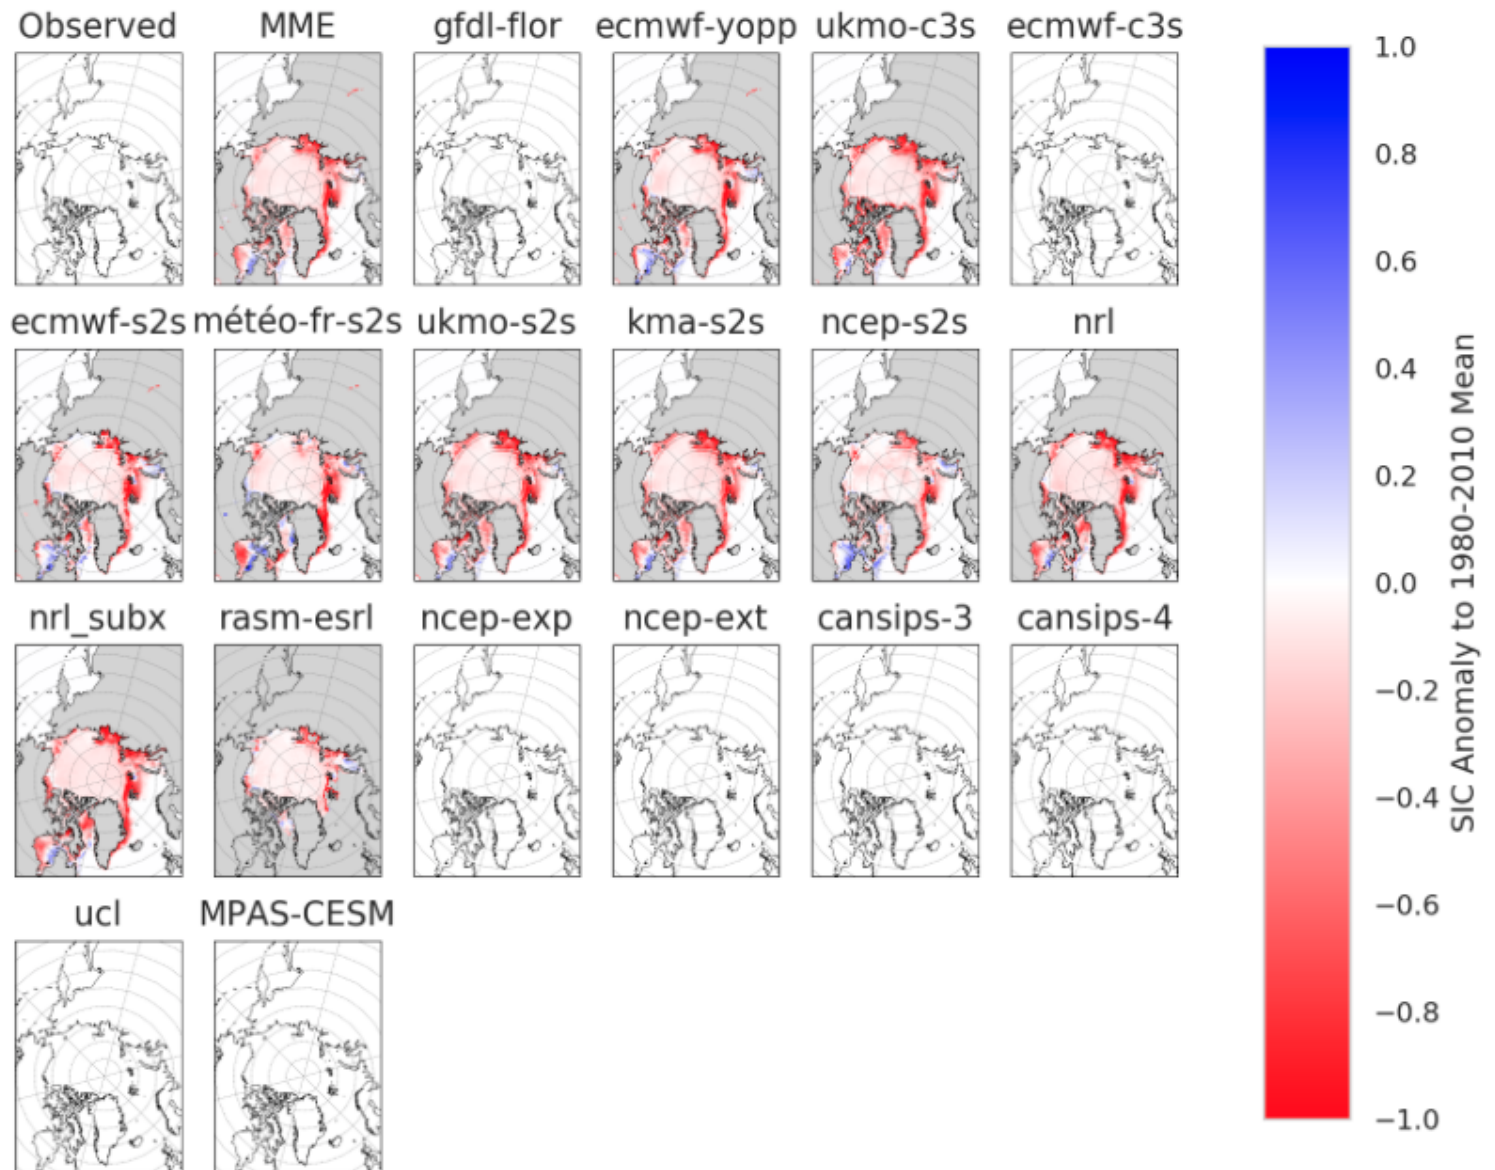 Observed MME gfdl-flor ecmwf-yopp ukmo-c3s ecmwf-c3s
ecmwf-s2s météo-fr-s2s ukmo-s2s kma-s2s ncep-s2s nrl
nrl_subx rasm-esrl ncep-exp ncep-ext cansips-3 cansips-4
ucl MPAS-CESM
1.0
0.8
0.6
0.4
0.2
0.0
−0.2
−0.4
−0.6
−0.8
−1.0
SIC Anomaly to 1980-2010 Mean